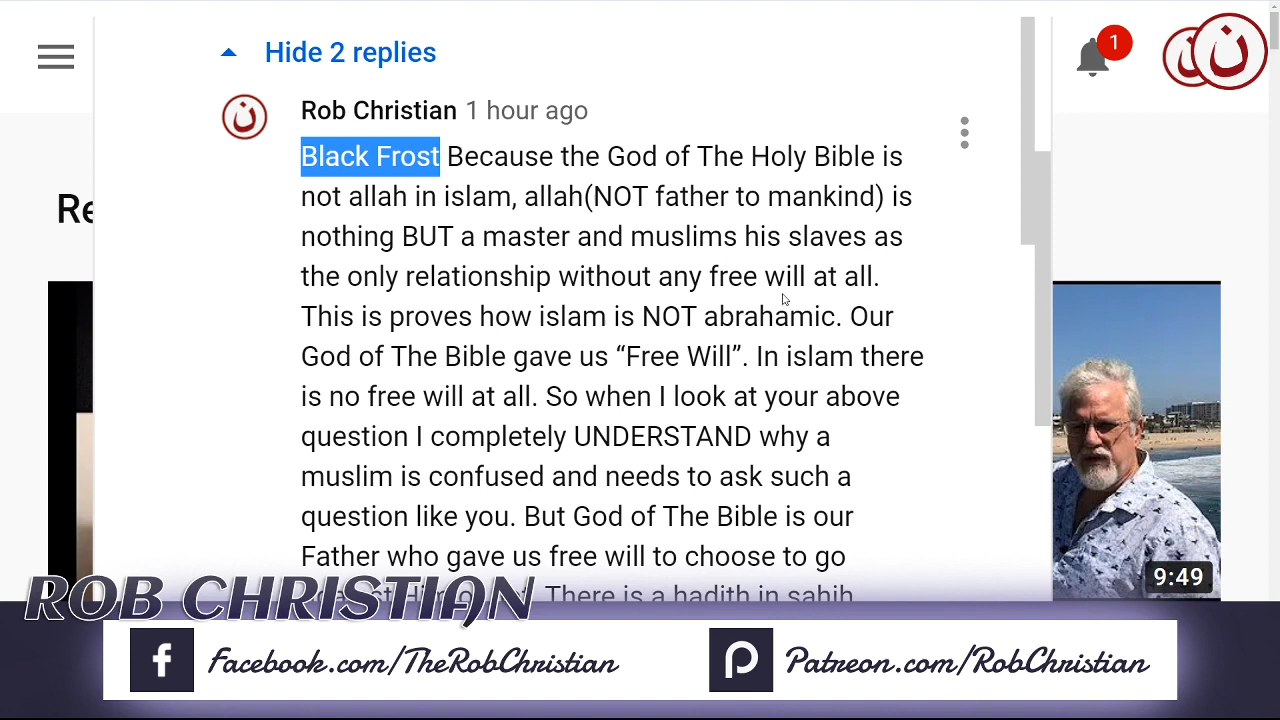 Hide 2 replies
1
ن
ن
Rob Christian 1 hour ago
ن
Black Frost Because the God of The Holy Bible is
not allah in islam, allah(NOT father to mankind) is
Re
nothing BUT a master and muslims his slaves as
the only relationship without any free will at all.
This is proves how islam is NOT abrahamic. Our
God of The Bible gave us “Free Will”. In islam there
is no free will at all. So when I look at your above
question I completely UNDERSTAND why a
muslim is confused and needs to ask such a
question like you. But God of The Bible is our
Father who gave us free will to choose to go
There is a hadith in sahih
9:49
ROB CHRISTIAN
Facebook.com/TheRobChristian
Patreon.com/RobChristian